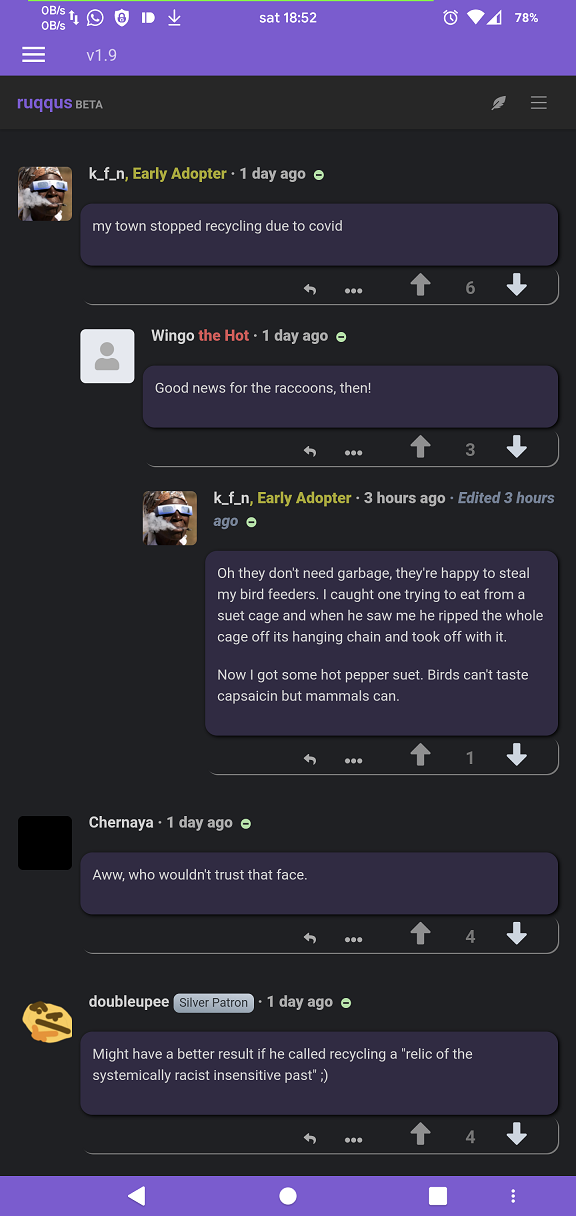 0B/s
0B/s
sat 18:52
78%
v1.9
ruqqus BETA
k_f_n, Early Adopter · 1 day ago
my town stopped recycling due to covid
6
Wingo the Hot · 1 day ago
Good news for the raccoons, then!
3
k_f_n, Early Adopter · 3 hours ago · Edited 3 hours
ago
Oh they don't need garbage, they're happy to steal
my bird feeders. I caught one trying to eat from a
suet cage and when he saw me he ripped the whole
cage off its hanging chain and took off with it.
Now I got some hot pepper suet. Birds can't taste
capsaicin but mammals can.
1
Chernaya · 1 day ago
Aww, who wouldn't trust that face.
4
doubleupee Silver Patron · 1 day ago
Might have a better result if he called recycling a "relic of the
systemically racist insensitive past" ;)
4